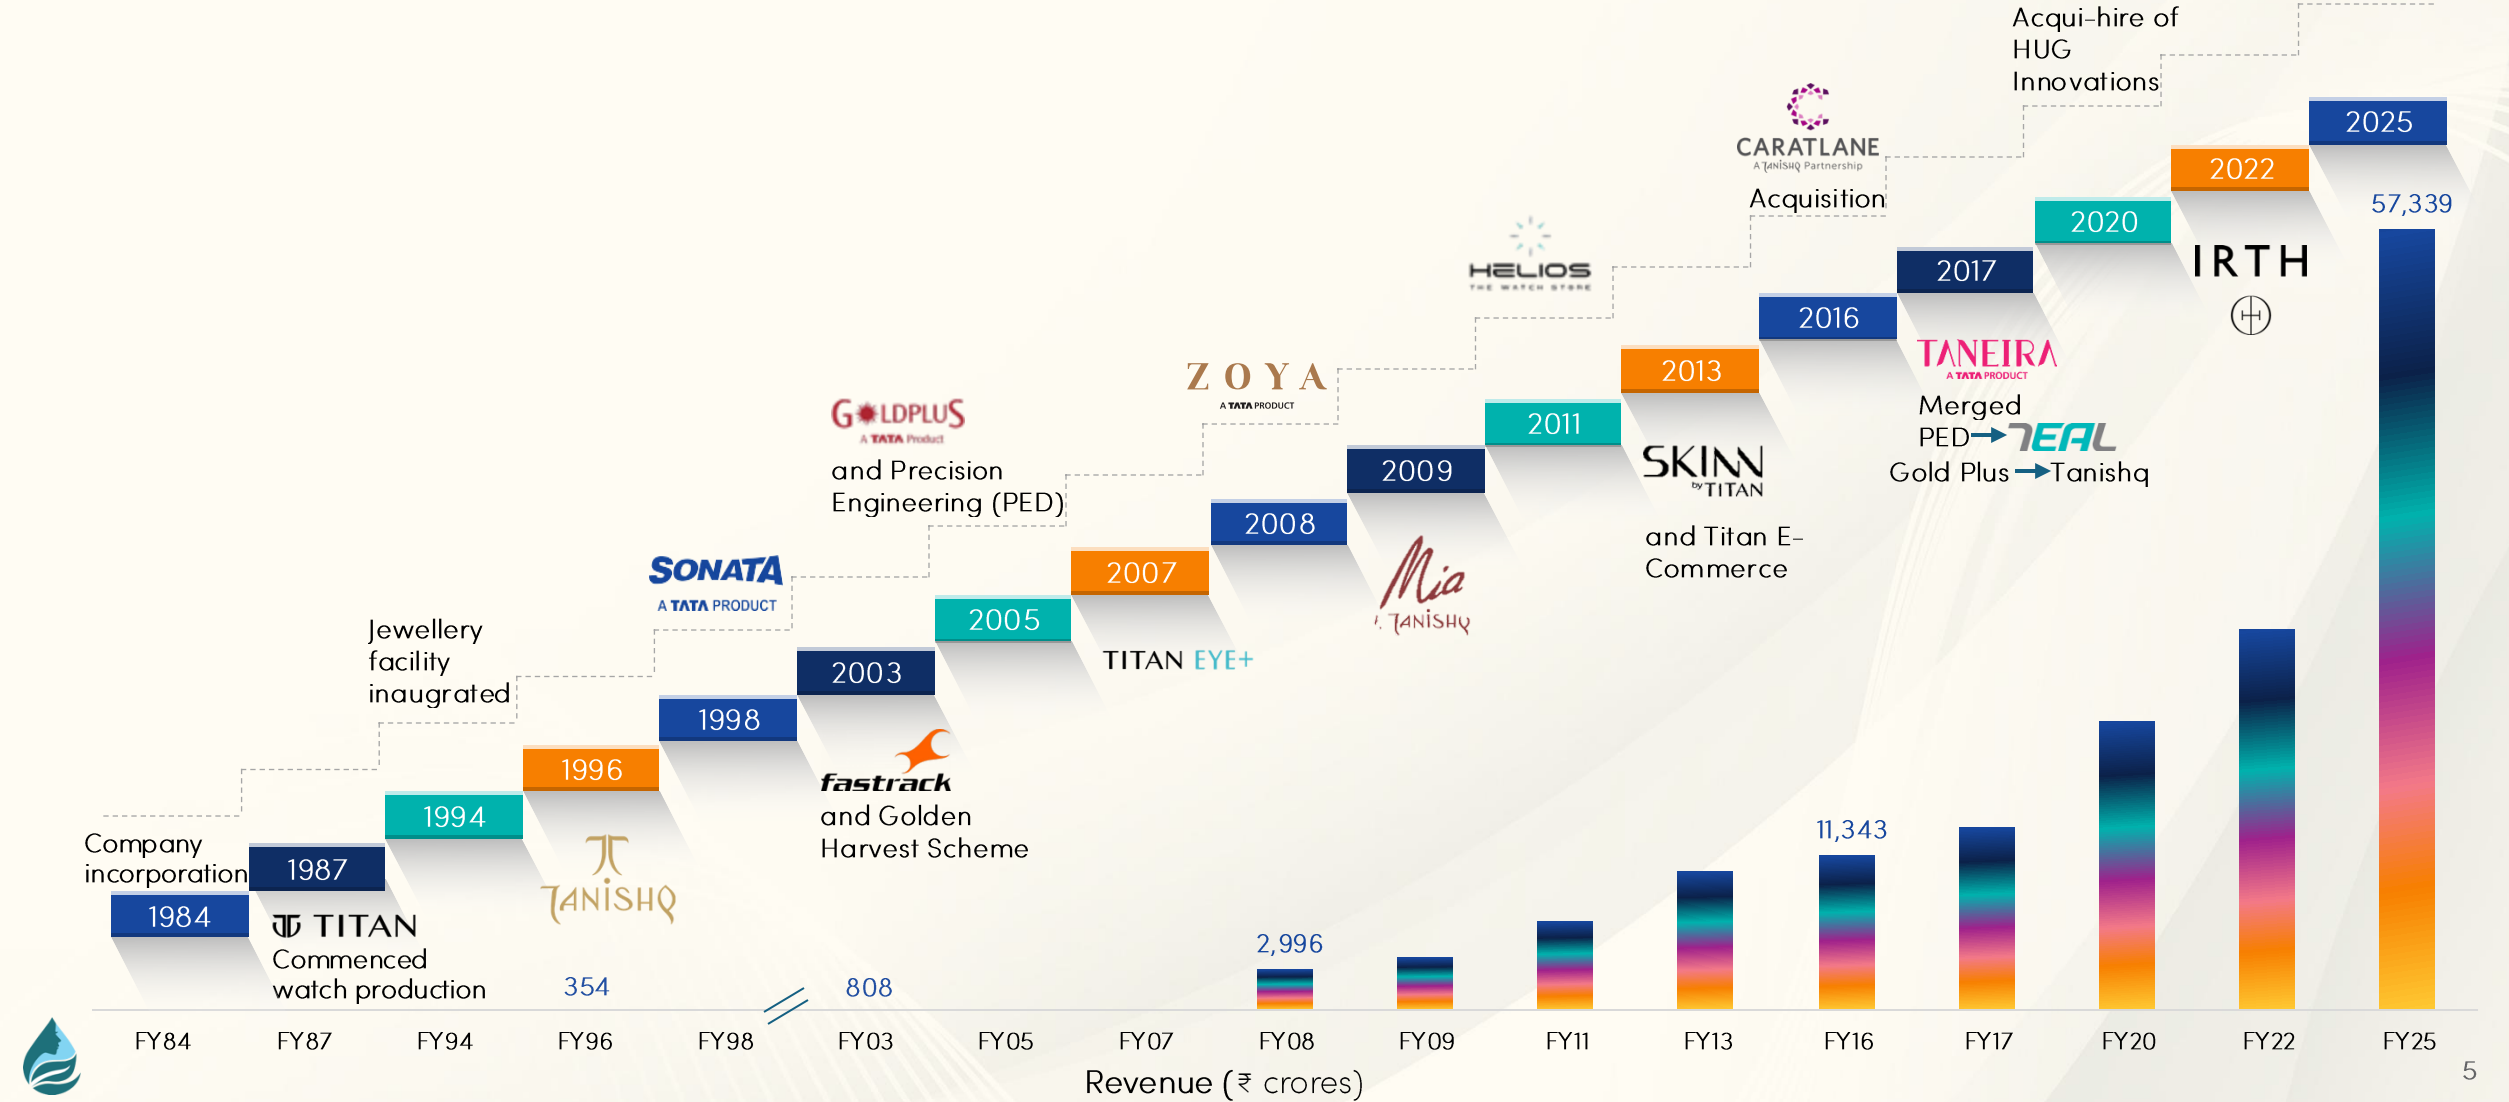 Company
incorporation
1984
1987
TITAN
Commenced
watch production
Jewellery
facility
inaugrated
1994
1996
TANISHQ
354
SONATA
A TATA PRODUCT
1998
2003
fastrack
and Golden
Harvest Scheme
808
GOLDPLUS
A TATA Product
and Precision
Engineering (PED)
2005
2007
TITAN EYE+
ZOYA
A TATA PRODUCT
2008
2,996
2009
Mia
TANISHQ
HELIOS
THE WATCH STORE
2011
2013
SKINN
by TITAN
and Titan E-
Commerce
CARATLANE
A TANISHQ Partnership
Acquisition
2016
11,343
2017
TANEIRA
A TATA PRODUCT
Merged
PED TEAL
Gold Plus Tanishq
Acqui-hire of
HUG
Innovations
2020
2022
IRTH
2025
57,339
FY84 FY87 FY94 FY96 FY98 FY03 FY05 FY07 FY08 FY09 FY11 FY13 FY16 FY17 FY20 FY22 FY25
Revenue (₹ crores)
5